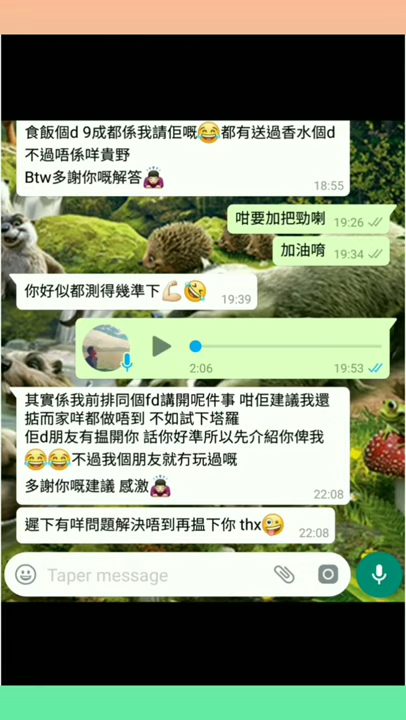 食飯個d 9成都係我請佢嘅😂都有送過香水個d
不過唔係咩貴野
Btw多謝你嘅解答🙇🏻‍♂️
18:55
咁要加把勁喇 19:26
加油唷 19:34
你好似都測得幾準下💪🏻🤣
19:39
2:06 19:53
其實係我前排同個fd講開呢件事 咁佢建議我還
掂而家咩都做唔到 不如試下塔羅
佢d朋友有搵開你 話你好準所以先介紹你俾我
😂😂不過我個朋友就冇玩過嘅
多謝你嘅建議 感激🙇🏻‍♂️
22:08
遲下有咩問題解決唔到再搵下你 thx🤪
22:08
Taper message